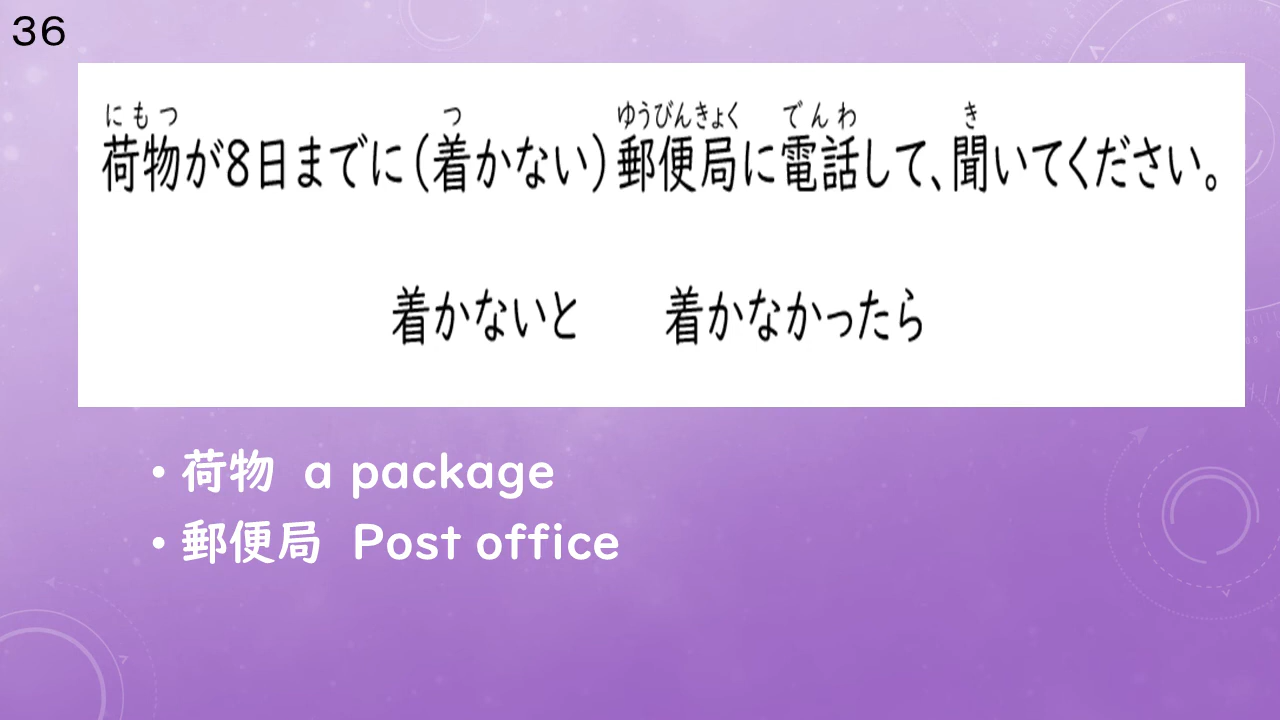 36
にもつ つ ゆうびんきょく でんわ き
荷物が8日までに(着かない)郵便局に電話して、聞いてください。
着かないと 着かなかったら
• 荷物 a package
• 郵便局 Post office